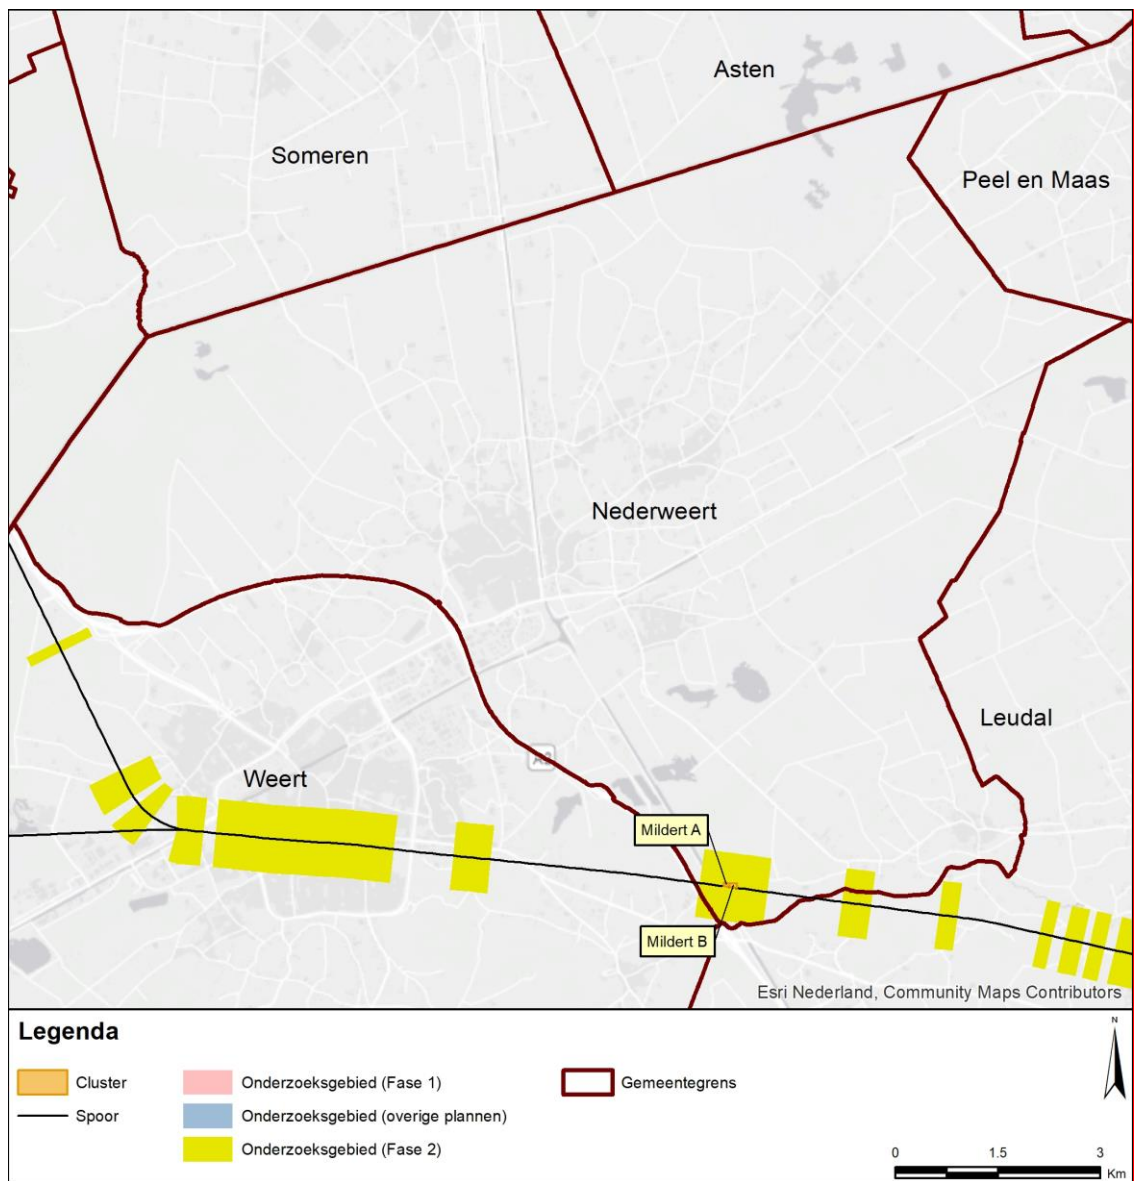 Asten
Someren
Peel en Maas
Nederweert
Leudal
A2
Weert
Mildert A
Mildert B
Esri Nederland, Community Maps Contributors
Legenda
Cluster
Spoor
Onderzoeksgebied (Fase 1)
Onderzoeksgebied (overige plannen)
Onderzoeksgebied (Fase 2)
Gemeentegrens
N
0 1.5 3
Km